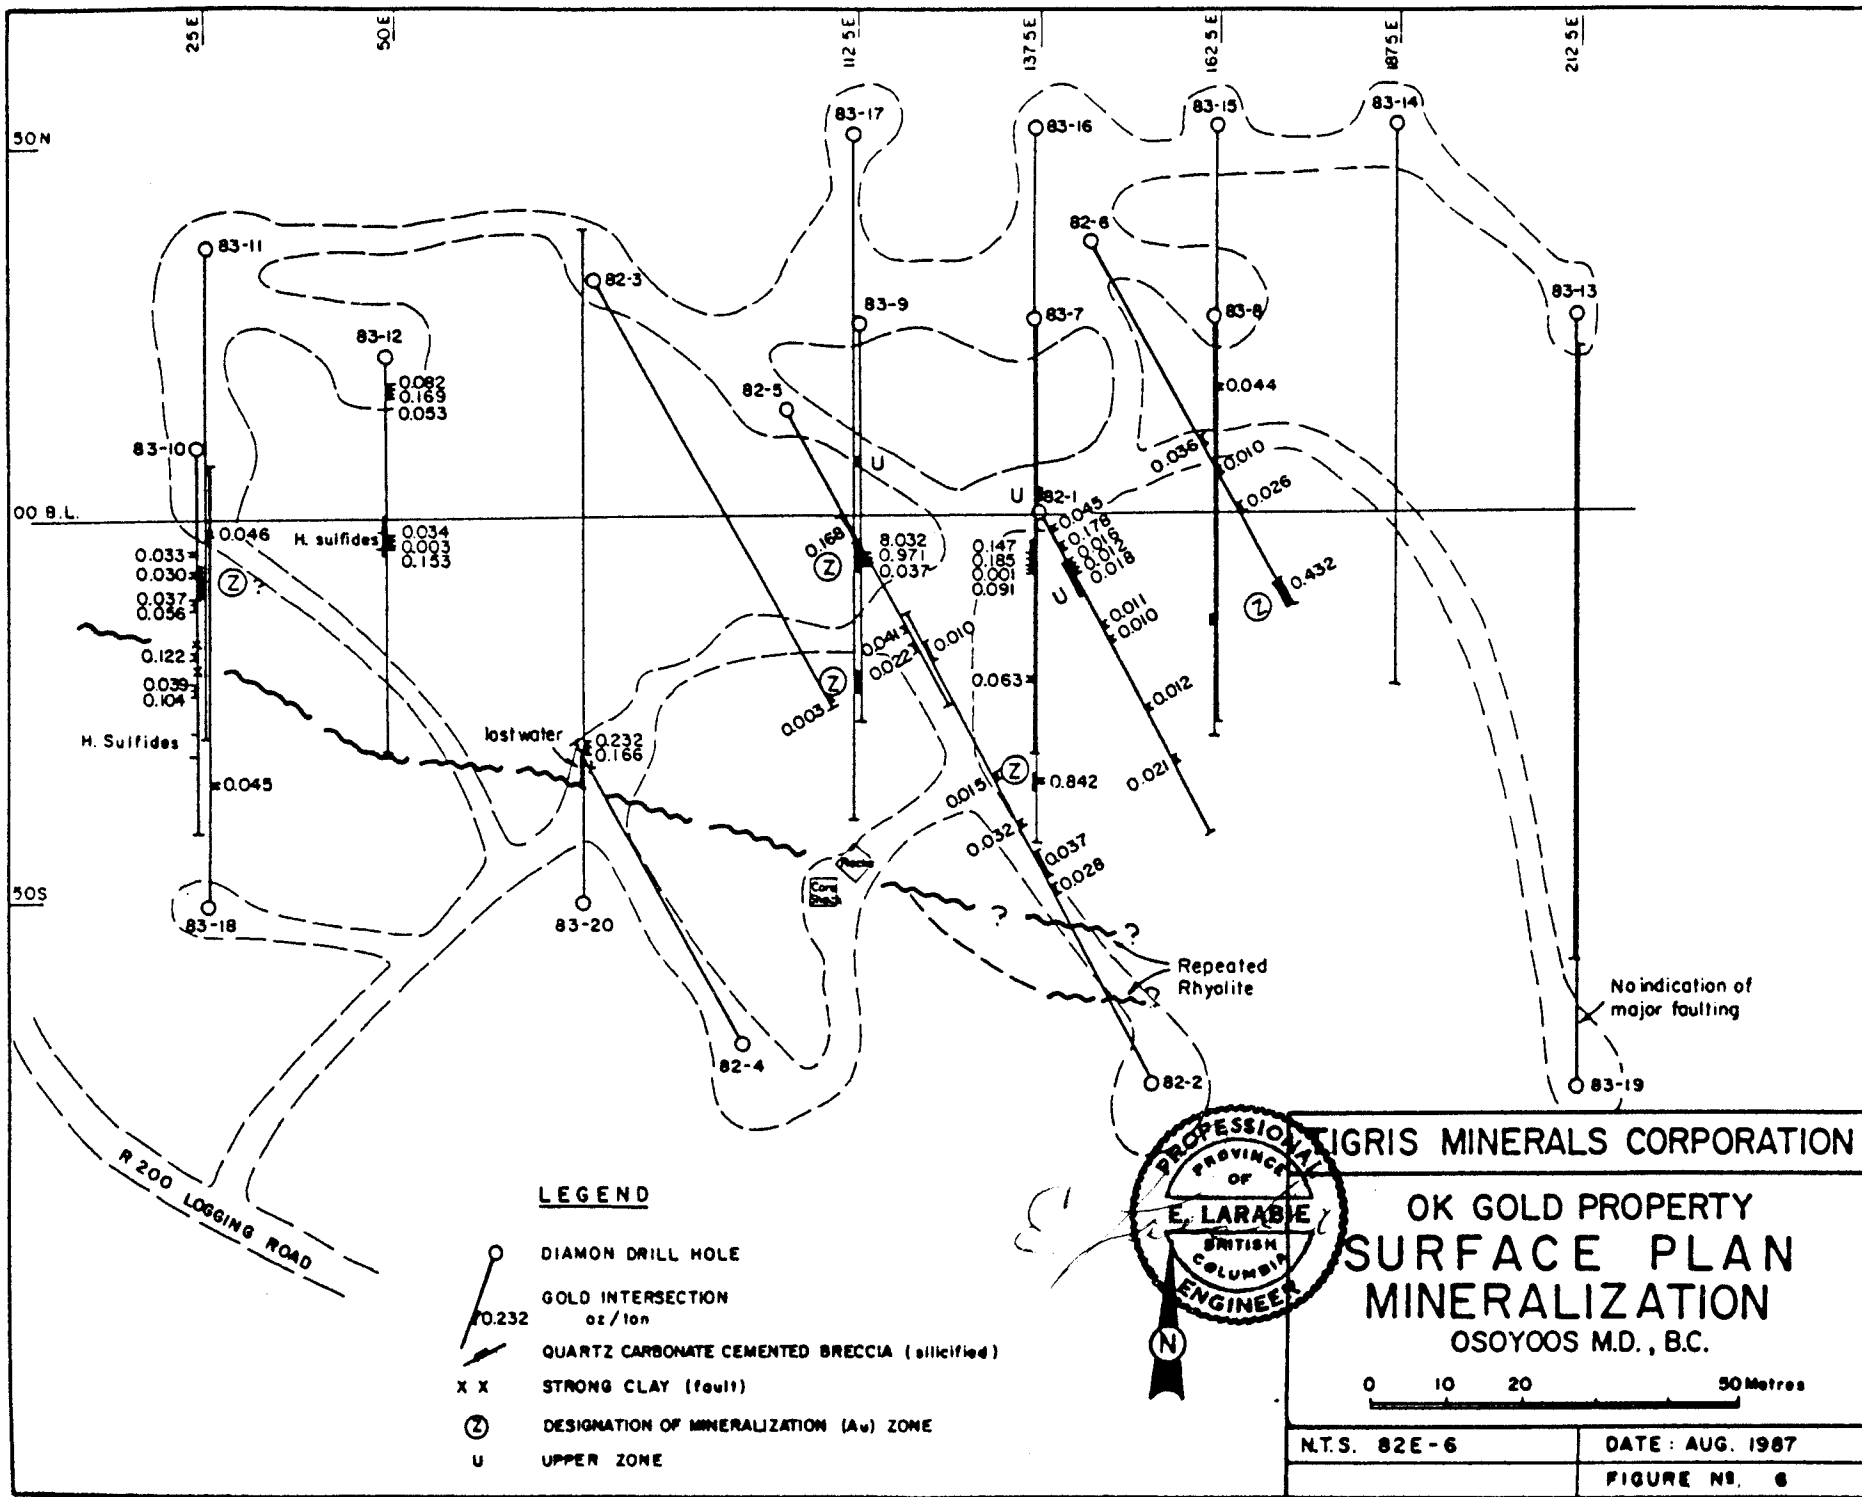 25E
50E
112.5E
137.5E
162.5E
187.5E
212.5E
83-17
83-16
83-15
83-14
50N
82-6
83-11
82-3
83-9
83-7
83-8
83-13
83-12
0.082
0.169
0.053
82-5
0.044
83-10
U
0.036
0.010
0.026
00 B.L.
U
82-1
0.045
0.178
0.016
0.012
0.018
0.046
H. sulfides
0.034
0.003
0.153
0.168
8.032
0.971
0.037
Z
0.147
0.185
0.001
0.091
U
0.432
Z
0.033
0.030
Z ?
0.037
0.056
0.011
0.010
0.041
0.022
0.010
0.122
0.039
0.104
Z
0.003
0.063
0.012
H. Sulfides
lost water
0.232
0.166
0.045
0.015
Z
0.842
0.021
0.032
0.037
0.028
Core
50S
83-18
83-20
?
?
Repeated
Rhyolite
?
No indication of
major faulting
82-4
82-2
83-19
R 200 LOGGING ROAD
LEGEND
DIAMON DRILL HOLE
GOLD INTERSECTION
0.232 oz/ton
QUARTZ CARBONATE CEMENTED BRECCIA (silicified)
X X STRONG CLAY (fault)
Z DESIGNATION OF MINERALIZATION (Au) ZONE
U UPPER ZONE
PROFESSIONAL
PROVINCE
OF
E. LARABIE
BRITISH
COLUMBIA
ENGINEER
N
TIGRIS MINERALS CORPORATION
OK GOLD PROPERTY
SURFACE PLAN
MINERALIZATION
OSOYOOS M.D., B.C.
0 10 20 50 Metres
N.T.S. 82E-6
DATE: AUG. 1987
FIGURE Nº. 6